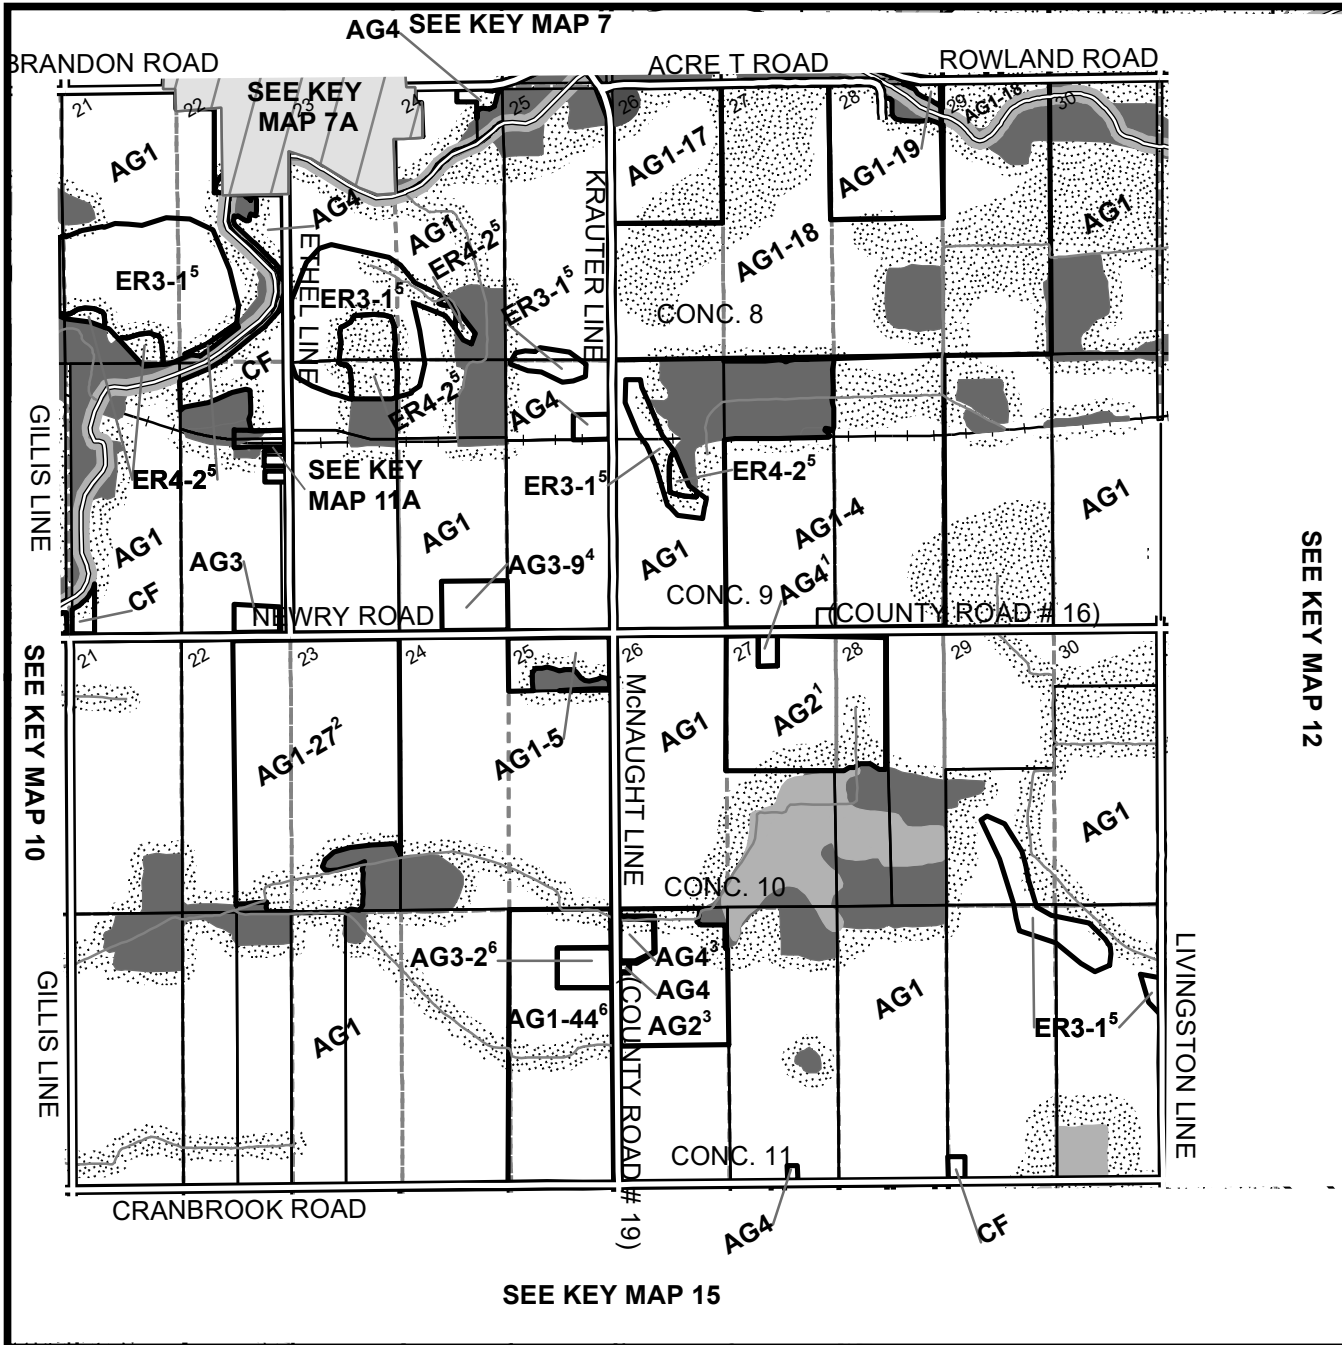 AG4 SEE KEY MAP 7
BRANDON ROAD
ACRE T ROAD
ROWLAND ROAD
SEE KEY
MAP 7A
21
22
23
24
25
26
27
28
29
30
AG1-18
AG1
AG4
AG1
AG1-17
AG1-19
AG1
AG1-18
ER4-2⁵
ER3-1⁵
ER3-1⁵
ER3-1⁵
ETHEL LINE
KRAUTER LINE
CONC. 8
CF
ER4-2⁵
AG4
GILLIS LINE
ER4-2⁵
SEE KEY
MAP 11A
ER3-1⁵
ER4-2⁵
AG1
AG1
AG1
AG1-4
AG1
AG3
AG3-9⁴
CF
CONC. 9
AG4¹
NEWRY ROAD
(COUNTY ROAD # 16)
SEE KEY MAP 10
SEE KEY MAP 12
21
22
23
24
25
26
27
28
29
30
McNAUGHT LINE
AG1-27²
AG1-5
AG1
AG2¹
AG1
CONC. 10
AG3-2⁶
AG4³
AG4
AG2³
AG1-44⁶
AG1
AG1
ER3-1⁵
GILLIS LINE
(COUNTY ROAD # 19)
LIVINGSTON LINE
CONC. 11
CRANBROOK ROAD
AG4
CF
SEE KEY MAP 15